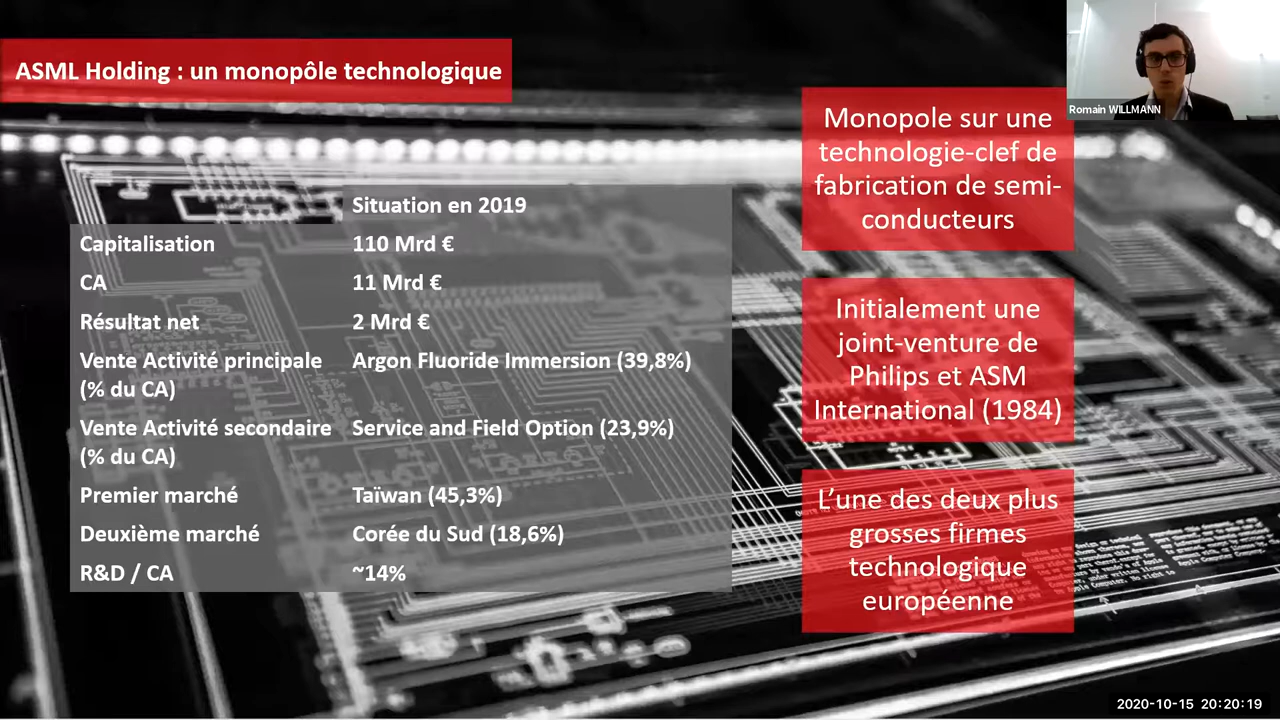 ASML Holding : un monopôle technologique
Romain WILLMANN
Situation en 2019
Capitalisation 110 Mrd €
CA 11 Mrd €
Résultat net 2 Mrd €
Vente Activité principale Argon Fluoride Immersion (39,8%)
(% du CA)
Vente Activité secondaire Service and Field Option (23,9%)
(% du CA)
Premier marché Taïwan (45,3%)
Deuxième marché Corée du Sud (18,6%)
R&D / CA ~14%
Monopole sur une
technologie-clef de
fabrication de semi-
conducteurs
Initialement une
joint-venture de
Philips et ASM
International (1984)
L'une des deux plus
grosses firmes
technologique
européenne
2020-10-15 20:20:19